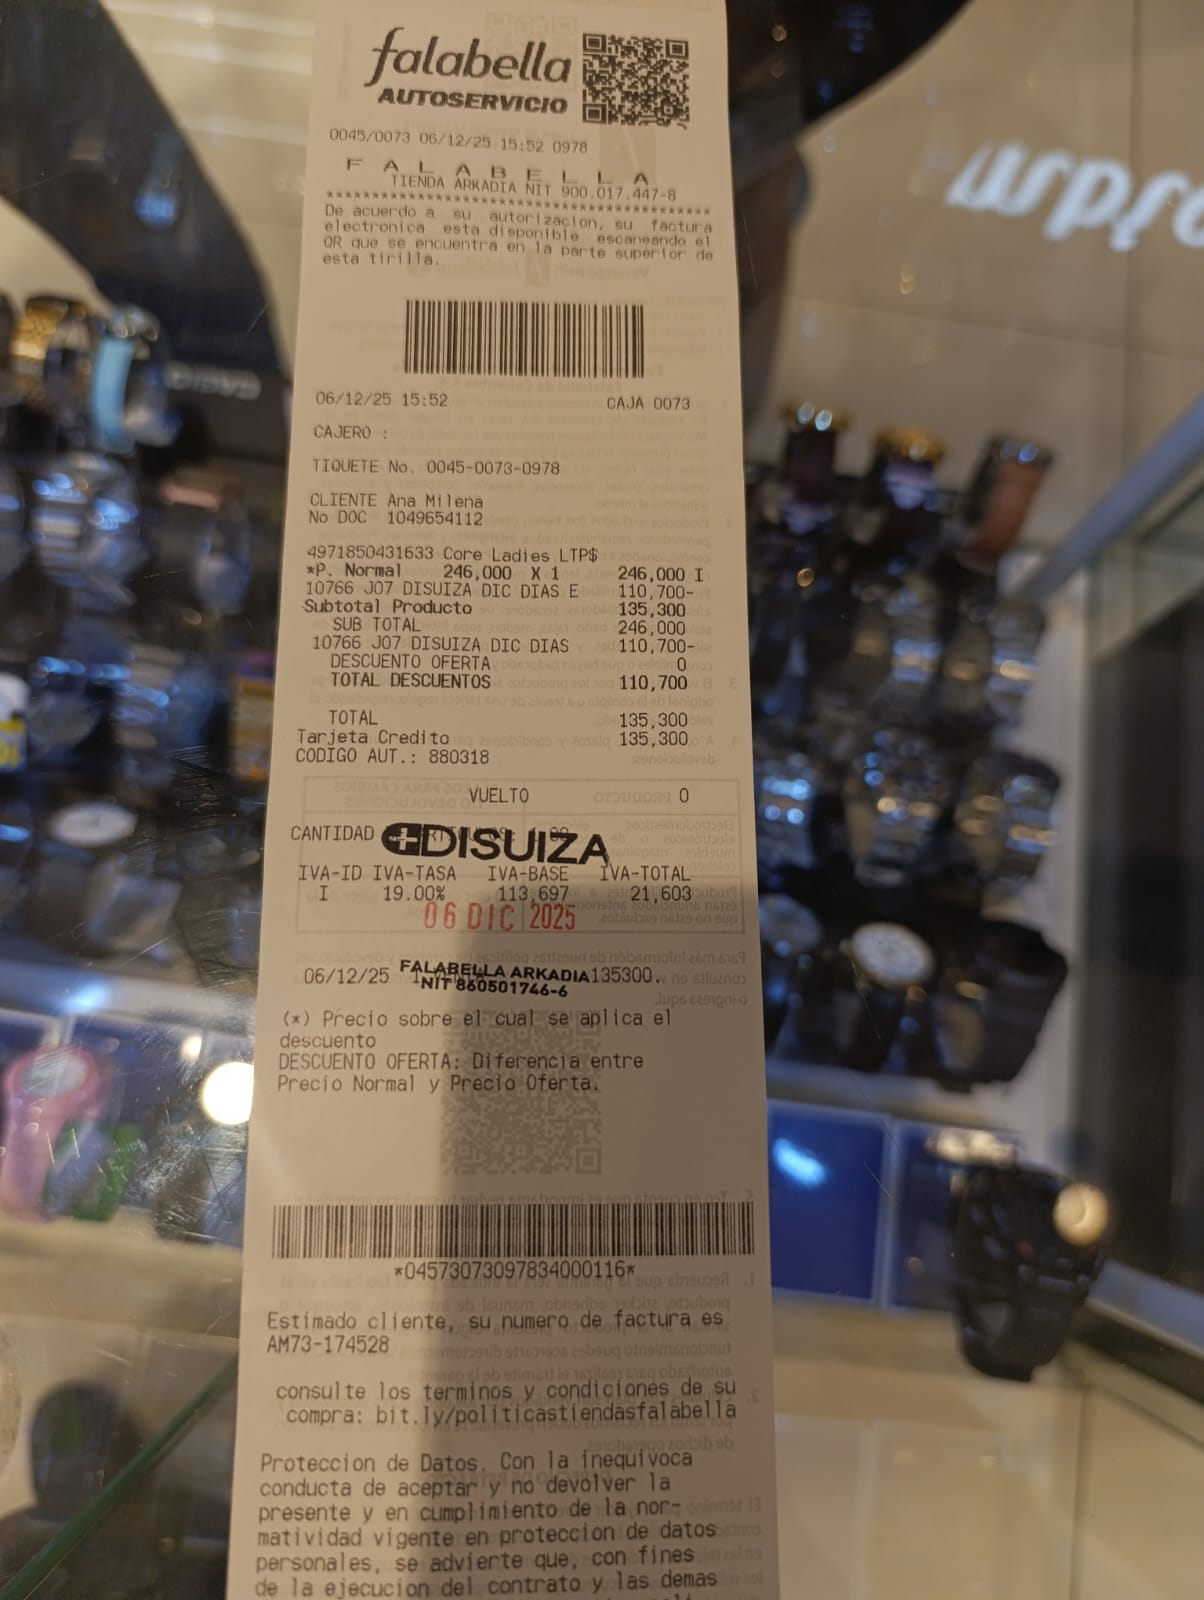 falabella
AUTOSERVICIO
0045/0073 06/12/25 15:52 0978
F A L A B E L L A
TIENDA ARKADIA NIT 900.017.447-8
****************************************
De acuerdo a su autorizacion, su factura
electronica esta disponible escaneando el
QR que se encuentra en la parte superior de
esta tirilla.
06/12/25 15:52 CAJA 0073
CAJERO :
TIQUETE No. 0045-0073-0978
CLIENTE Ana Milena
No DOC 1049654112
4971850431633 Core Ladies LTP$
*P. Normal 246,000 X 1 246,000 I
10766 J07 DISUIZA DIC DIAS E 110,700-
Subtotal Producto 135,300
SUB TOTAL 246,000
10766 J07 DISUIZA DIC DIAS 110,700-
DESCUENTO OFERTA 0
TOTAL DESCUENTOS 110,700
TOTAL 135,300
Tarjeta Credito 135,300
CODIGO AUT.: 880318
VUELTO 0
CANTIDAD
DISUIZA
IVA-ID IVA-TASA IVA-BASE IVA-TOTAL
I 19.00% 113,697 21,603
06 DIC 2025
06/12/25 135300.
FALABELLA ARKADIA
NIT 860501746-6
(*) Precio sobre el cual se aplica el
descuento
DESCUENTO OFERTA: Diferencia entre
Precio Normal y Precio Oferta.
*04573073097834000116*
Estimado cliente, su numero de factura es
AM73-174528
consulte los terminos y condiciones de su
compra: bit.ly/politicastiendasfalabella
Proteccion de Datos. Con la inequivoca
conducta de aceptar y no devolver la
presente y en cumplimiento de la nor-
matividad vigente en proteccion de datos
personales, se advierte que, con fines
de la ejecucion del contrato y las demas